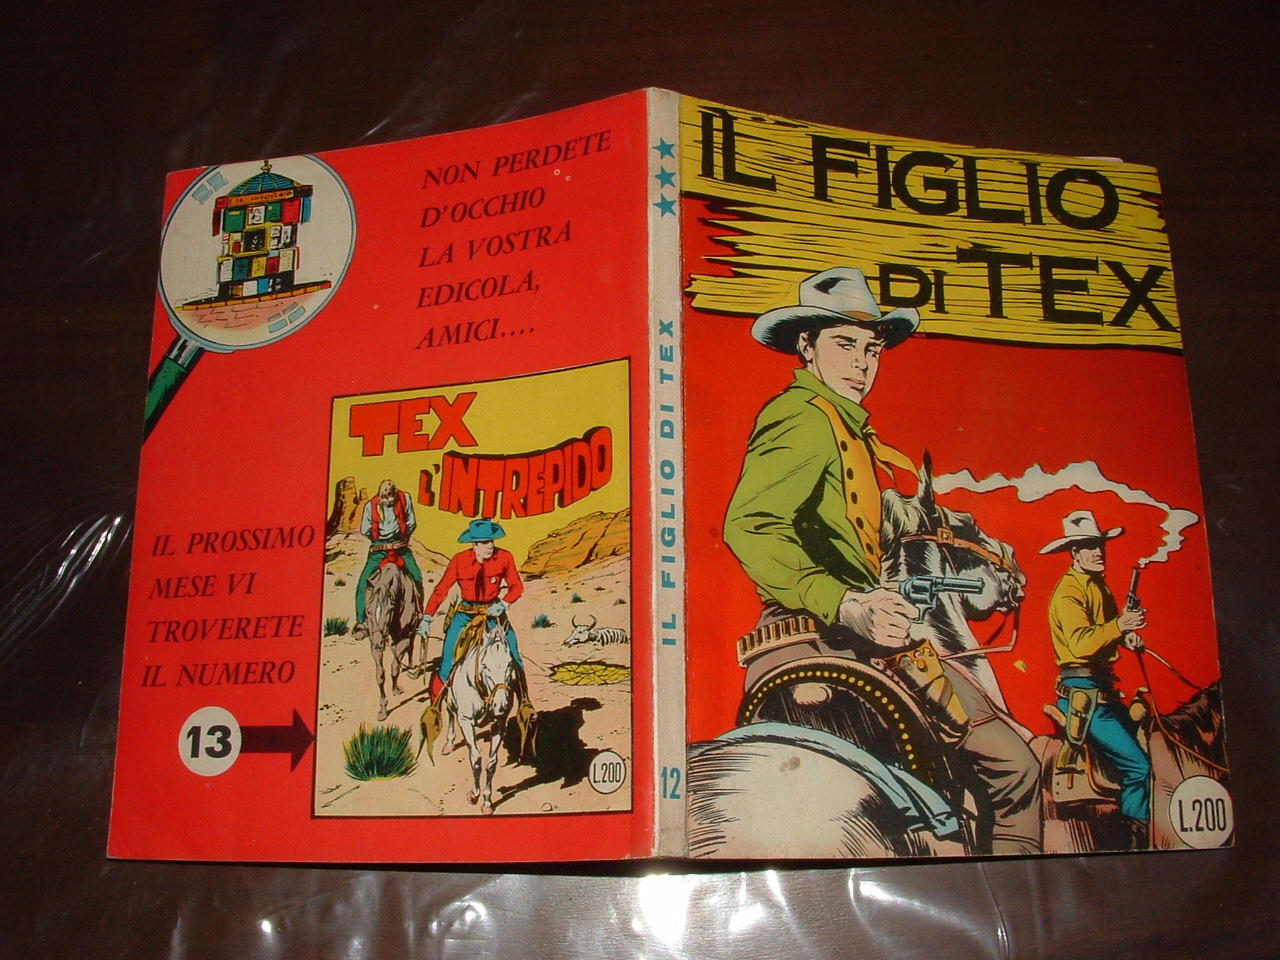 NON PERDETE
D'OCCHIO
LA VOSTRA
EDICOLA,
AMICI....
TEX
L'INTREPIDO
IL PROSSIMO
MESE VI
TROVERETE
IL NUMERO
13
L.200
IL FIGLIO DI TEX
12
IL FIGLIO
DI TEX
L.200